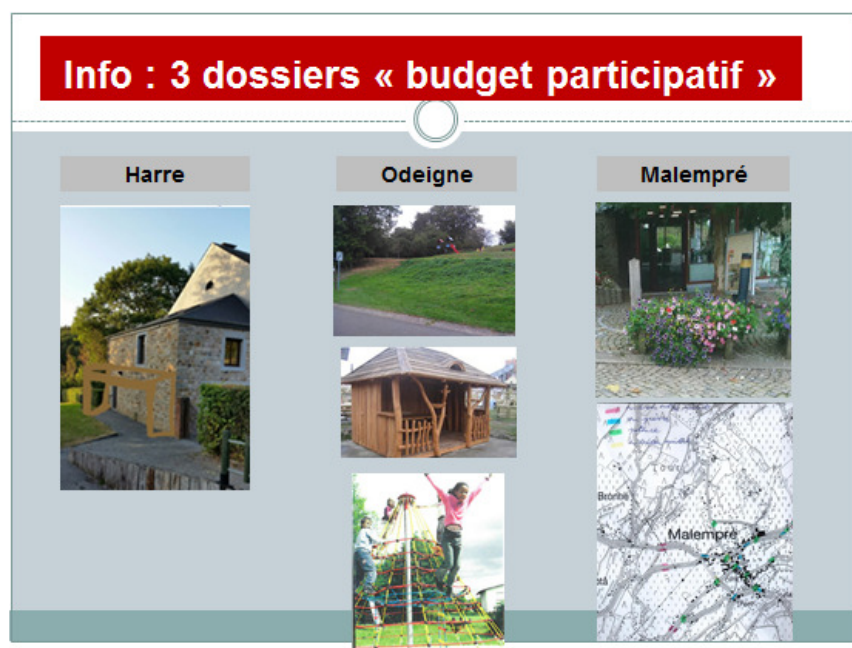 Info : 3 dossiers « budget participatif »
Harre
Odeigne
Malempré
Malempré